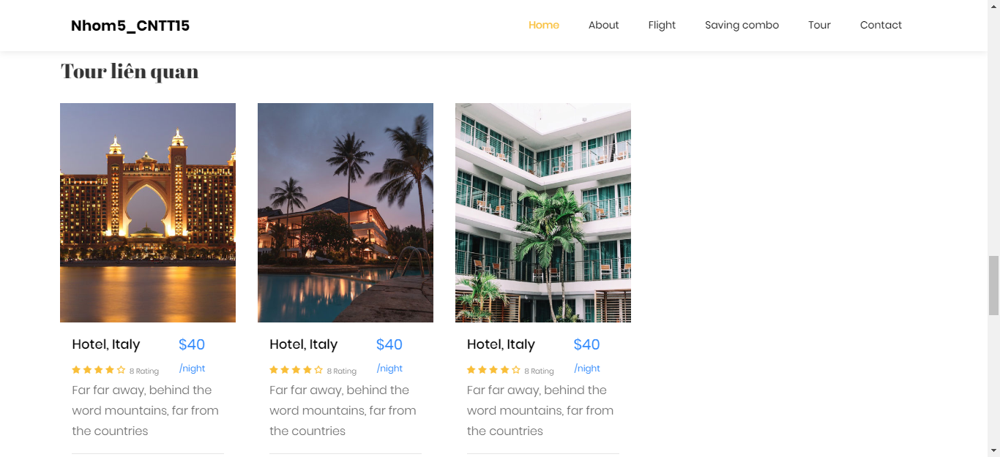 Nhom5_CNTT15
Home About Flight Saving combo Tour Contact
Tour liên quan
Hotel, Italy $40
8 Rating /night
Far far away, behind the
word mountains, far from
the countries
Hotel, Italy $40
8 Rating /night
Far far away, behind the
word mountains, far from
the countries
Hotel, Italy $40
8 Rating /night
Far far away, behind the
word mountains, far from
the countries